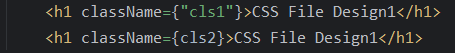 <h1 className={"cls1"}>CSS File Design1</h1>
<h1 className={cls2}>CSS File Design1</h1>